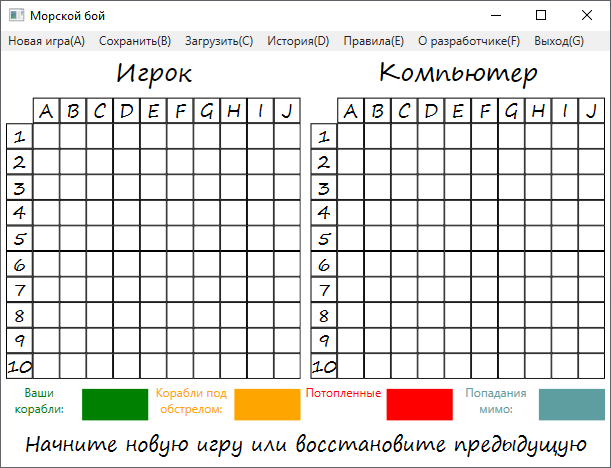 Морской бой
Новая игра(A) Сохранить(B) Загрузить(C) История(D) Правила(E) О разработчике(F) Выход(G)
Игрок Компьютер
A B C D E F G H I J A B C D E F G H I J
1 1
2 2
3 3
4 4
5 5
6 6
7 7
8 8
9 9
10 10
Ваши корабли: Корабли под обстрелом: Потопленные Попадания мимо:
Начните новую игру или восстановите предыдущую